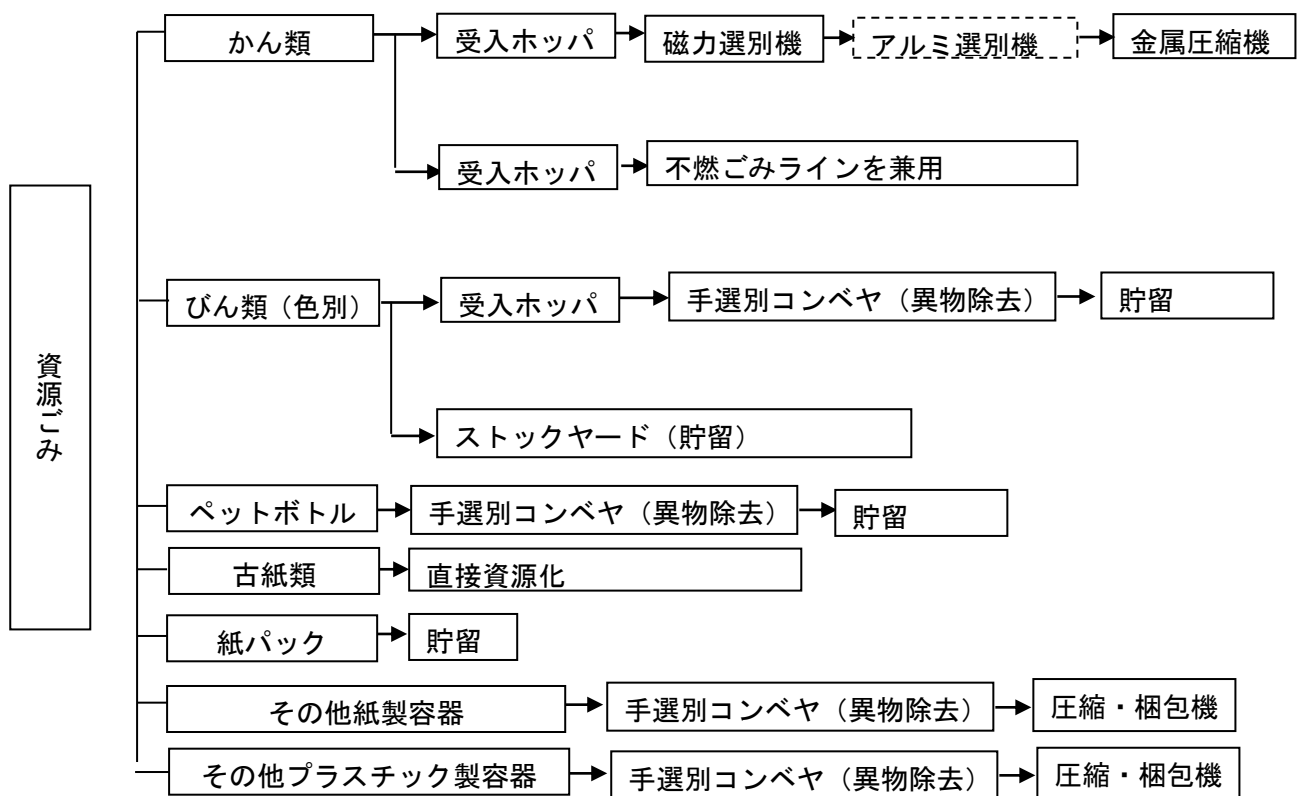 資源ごみ
かん類
受入ホッパ
磁力選別機
アルミ選別機
金属圧縮機
受入ホッパ
不燃ごみラインを兼用
びん類（色別）
受入ホッパ
手選別コンベヤ（異物除去）
貯留
ストックヤード（貯留）
ペットボトル
手選別コンベヤ（異物除去）
貯留
古紙類
直接資源化
紙パック
貯留
その他紙製容器
手選別コンベヤ（異物除去）
圧縮・梱包機
その他プラスチック製容器
手選別コンベヤ（異物除去）
圧縮・梱包機